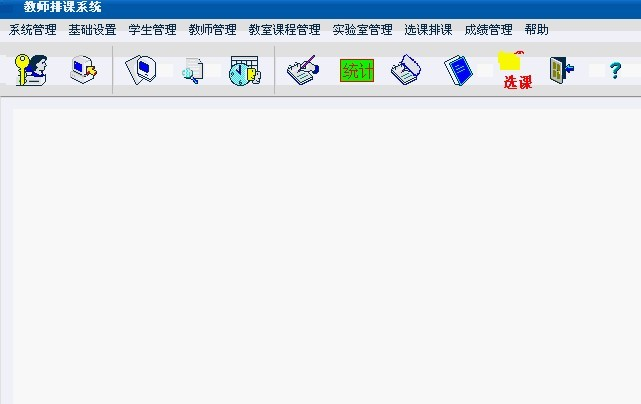 教师排课系统
系统管理 基础设置 学生管理 教师管理 教室课程管理 实验室管理 选课排课 成绩管理 帮助
统计
选课
?